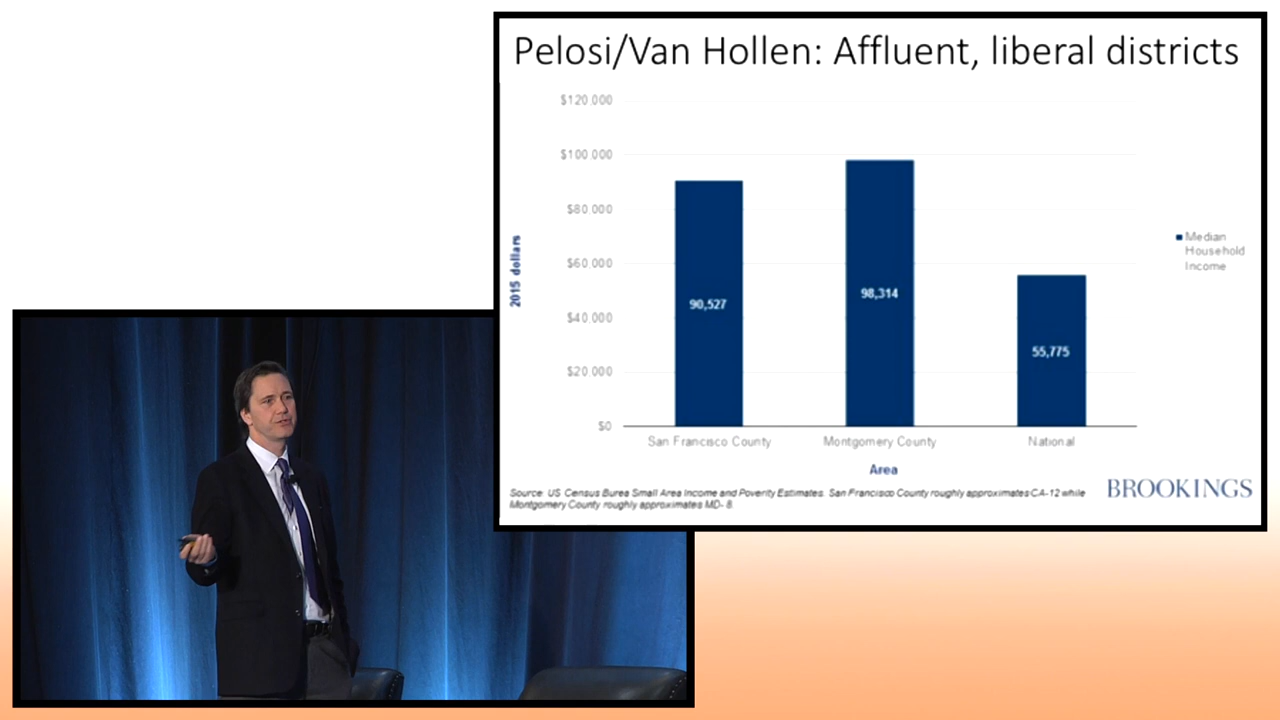 Pelosi/Van Hollen: Affluent, liberal districts
$120.000
$100.000
$80.000
$60.000
$40.000
$20.000
$0
2015 dollars
90,527
98,314
55,775
San Francisco County
Montgomery County
National
Area
Median
Household
Income
Source: US Census Burea Small Area Income and Poverty Estimates. San Francisco County roughly approximates CA-12 while
Montgomery County roughly approximates MD- 8
BROOKINGS